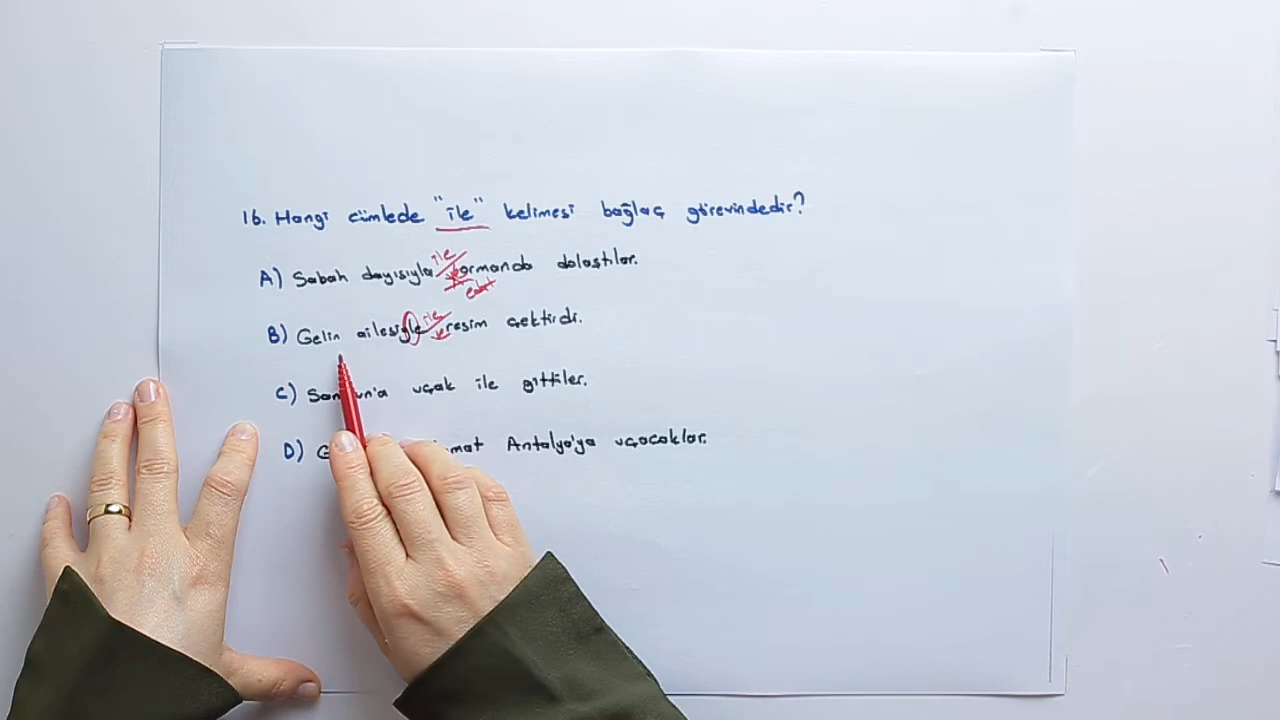 16. Hangi cümlede "ile" kelimesi bağlaç görevindedir?
A) Sabah dayısıyla ile ormanda dolaştılar.
B) Gelin ailesiyle ile resim çektirdi.
C) uçak ile gittiler.
D) Antalya'ya uçacaklar.